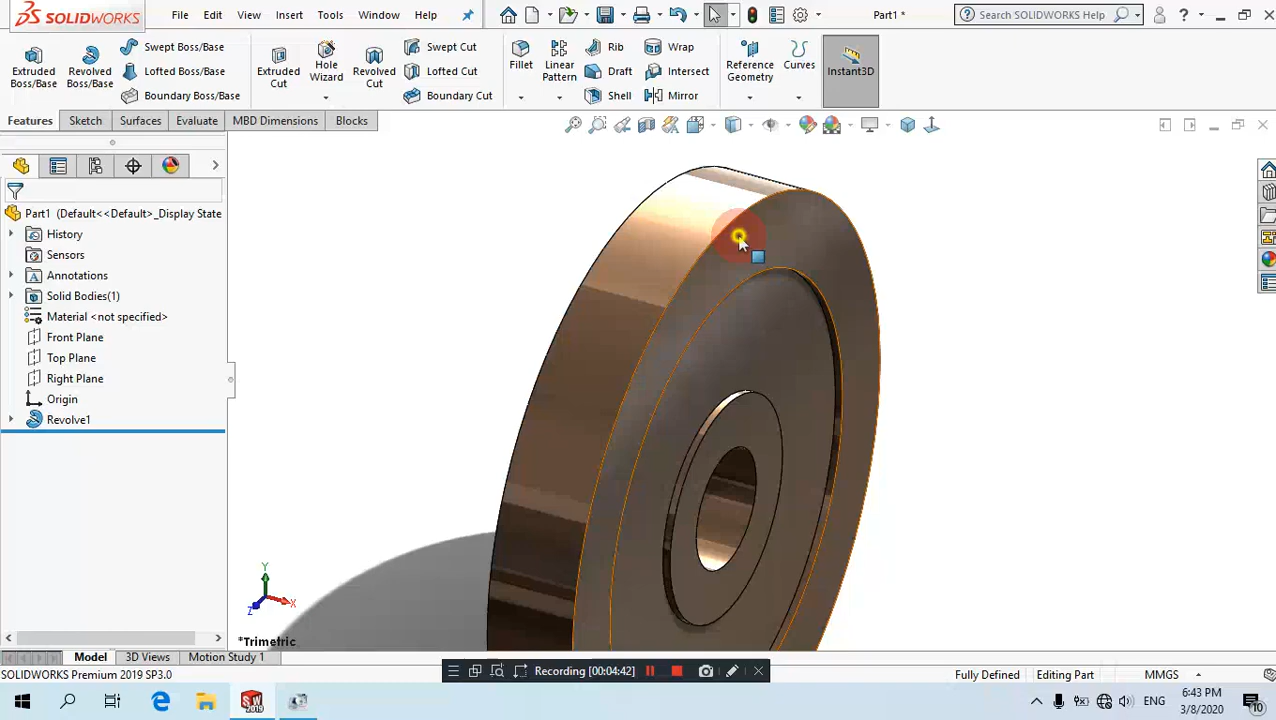 SOLIDWORKS File Edit View Insert Tools Window Help Part1 * Search SOLIDWORKS Help ?
Extruded Boss/Base Revolved Boss/Base Swept Boss/Base Lofted Boss/Base Boundary Boss/Base Extruded Cut Hole Wizard Revolved Cut Swept Cut Lofted Cut Boundary Cut Fillet Linear Pattern Rib Draft Shell Wrap Intersect Mirror Reference Geometry Curves Instant3D
Features Sketch Surfaces Evaluate MBD Dimensions Blocks
Part1 (Default<<Default>_Display State
History
Sensors
Annotations
Solid Bodies(1)
Material <not specified>
Front Plane
Top Plane
Right Plane
Origin
Revolve1
Y
X
Z
*Trimetric
Model 3D Views Motion Study 1
Recording [00:04:42]
SOLIDWORKS Premium 2019 SP3.0 Fully Defined Editing Part MMGS
SW 2019 ENG 6:43 PM
3/8/2020 10